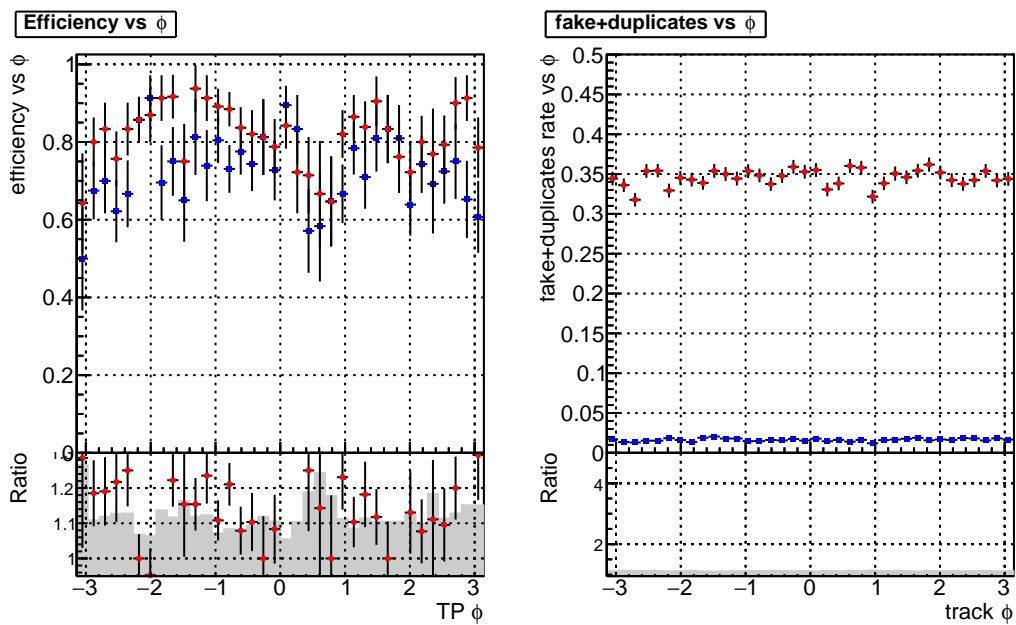 Efficiency vs ϕ
efficiency vs ϕ
1
0.8
0.6
0.4
0.2
0
Ratio
1.2
1.1
1
−3 −2 −1 0 1 2 3
TP ϕ
fake+duplicates vs ϕ
fake+duplicates rate vs ϕ
0.5
0.45
0.4
0.35
0.3
0.25
0.2
0.15
0.1
0.05
0
Ratio
4
2
−3 −2 −1 0 1 2 3
track ϕ